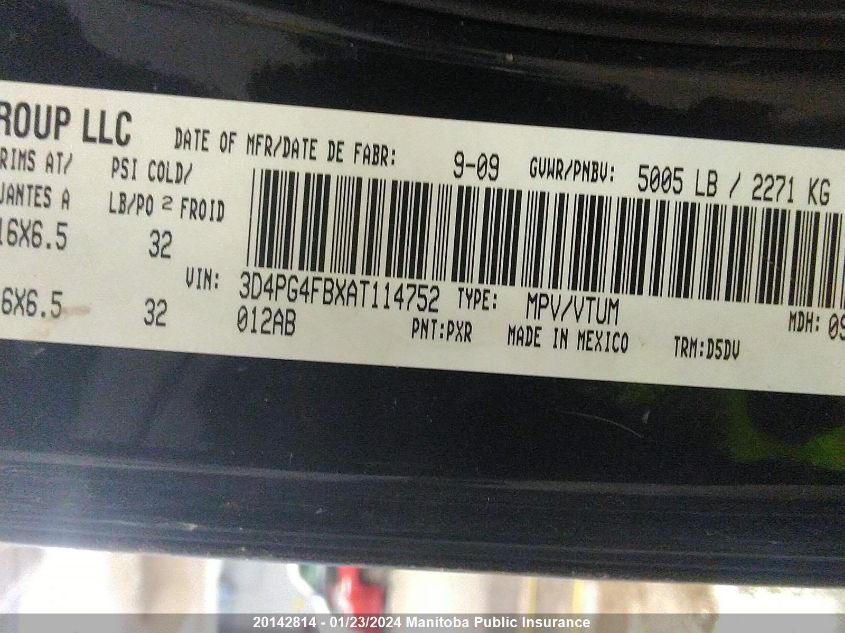 ROUP LLC DATE OF MFR/DATE DE FABR: 9-09 GVWR/PNBV: 5005 LB / 2271 KG
RIMS AT/ PSI COLD/
JANTES A LB/PO 2 FROID
16X6.5 32
VIN: 3D4PG4FBXAT114752 TYPE: MPV/VTUM MDH: 09
6X6.5 32 012AB PNT:PXR MADE IN MEXICO TRM:D5DV
20142814 - 01/23/2024 Manitoba Public Insurance